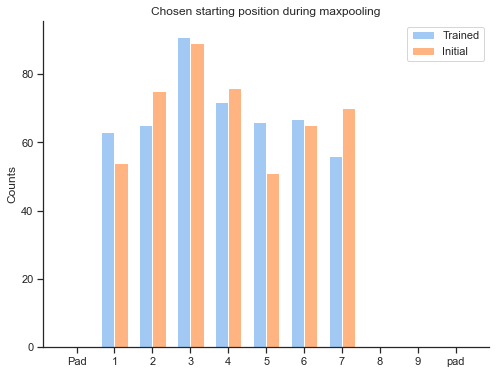 Chosen starting position during maxpooling
Trained
Initial
Counts
80
60
40
20
0
Pad 1 2 3 4 5 6 7 8 9 pad